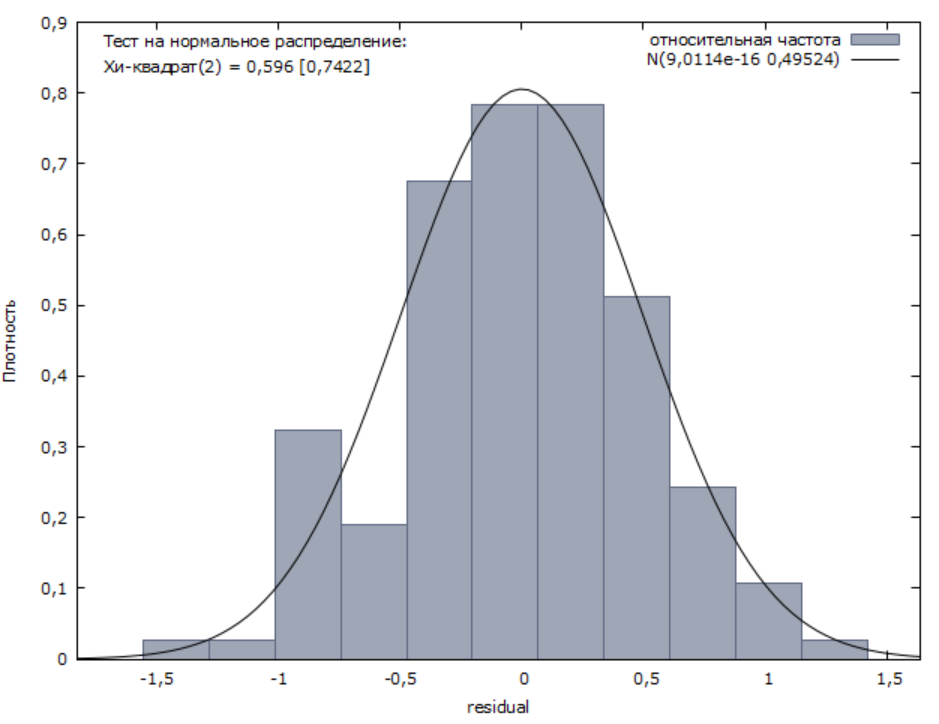 Тест на нормальное распределение:
Хи-квадрат(2) = 0,596 [0,7422]
относительная частота
N(9,0114e-16 0,49524)
0,9
0,8
0,7
0,6
0,5
0,4
0,3
0,2
0,1
0
Плотность
-1,5
-1
-0,5
0
0,5
1
1,5
residual